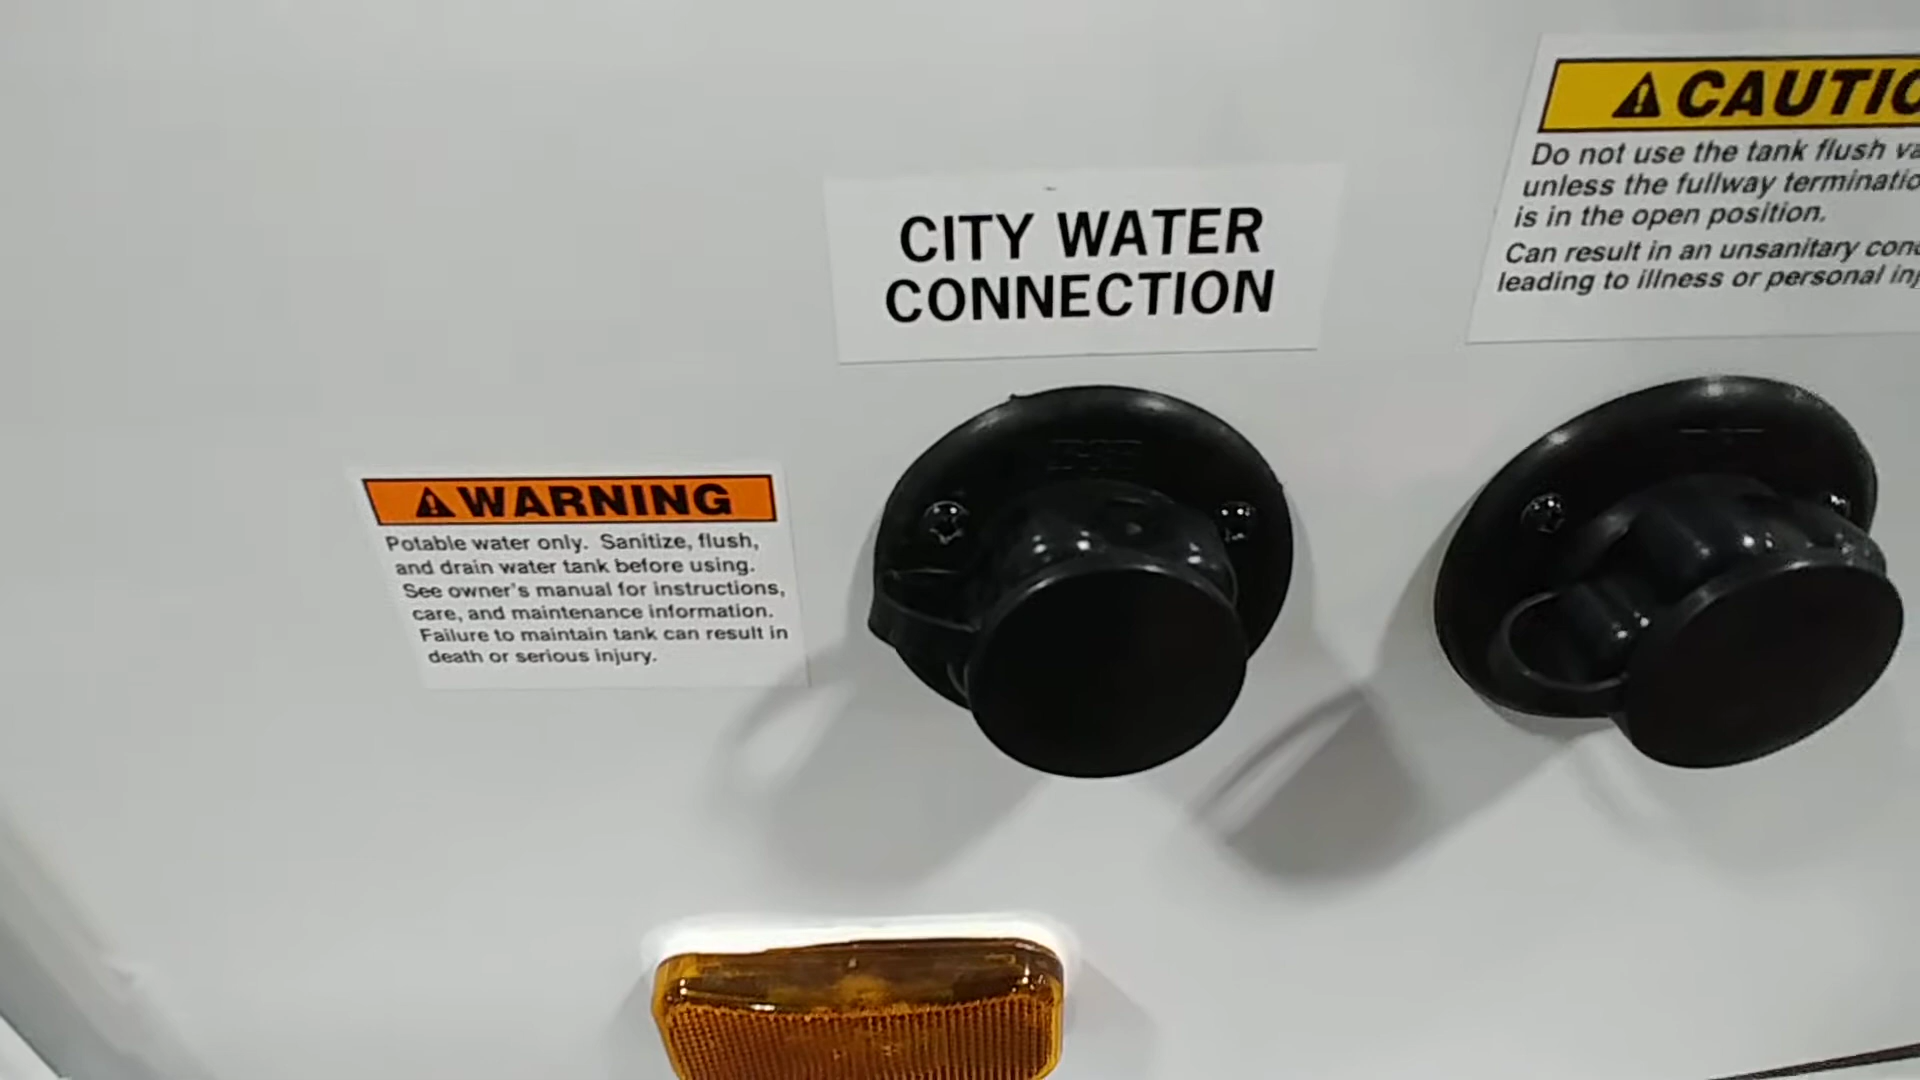 CITY WATER
CONNECTION
WARNING
Potable water only. Sanitize, flush,
and drain water tank before using.
See owner's manual for instructions,
care, and maintenance information.
Failure to maintain tank can result in
death or serious injury.
Do not use the tank flush
unless the fullway
is in the open position.
Can result in an unsanitary
leading to illness or personal